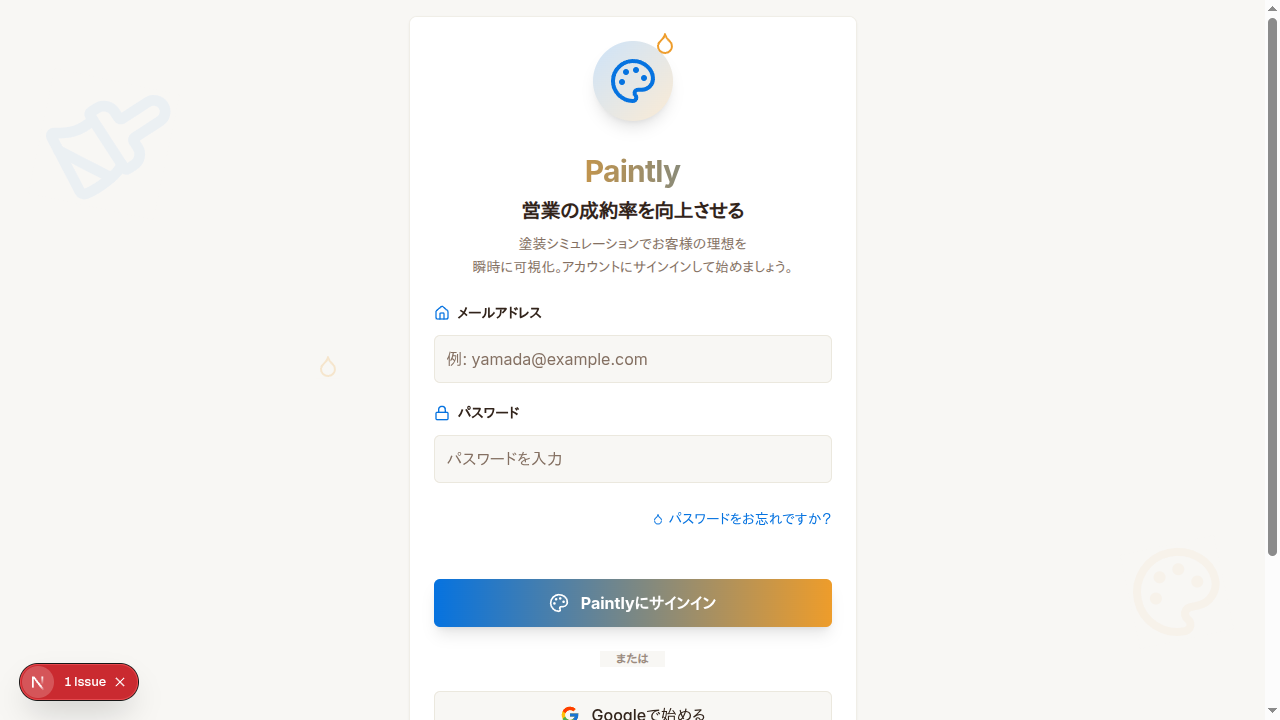 Paintly
営業の成約率を向上させる
塗装シミュレーションでお客様の理想を
瞬時に可視化。アカウントにサインインして始めましょう。
メールアドレス
例: yamada@example.com
パスワード
パスワードを入力
パスワードをお忘れですか?
Paintlyにサインイン
または
Googleで始める
N 1 Issue